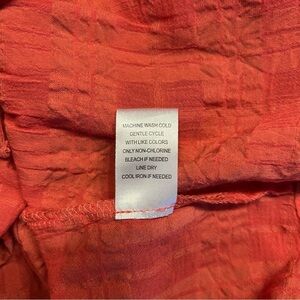 MACHINE WASH COLD
GENTLE CYCLE
WITH LIKE COLORS
ONLY NON-CHLORINE
BLEACH IF NEEDED
LINE DRY
COOL IRON IF NEEDED